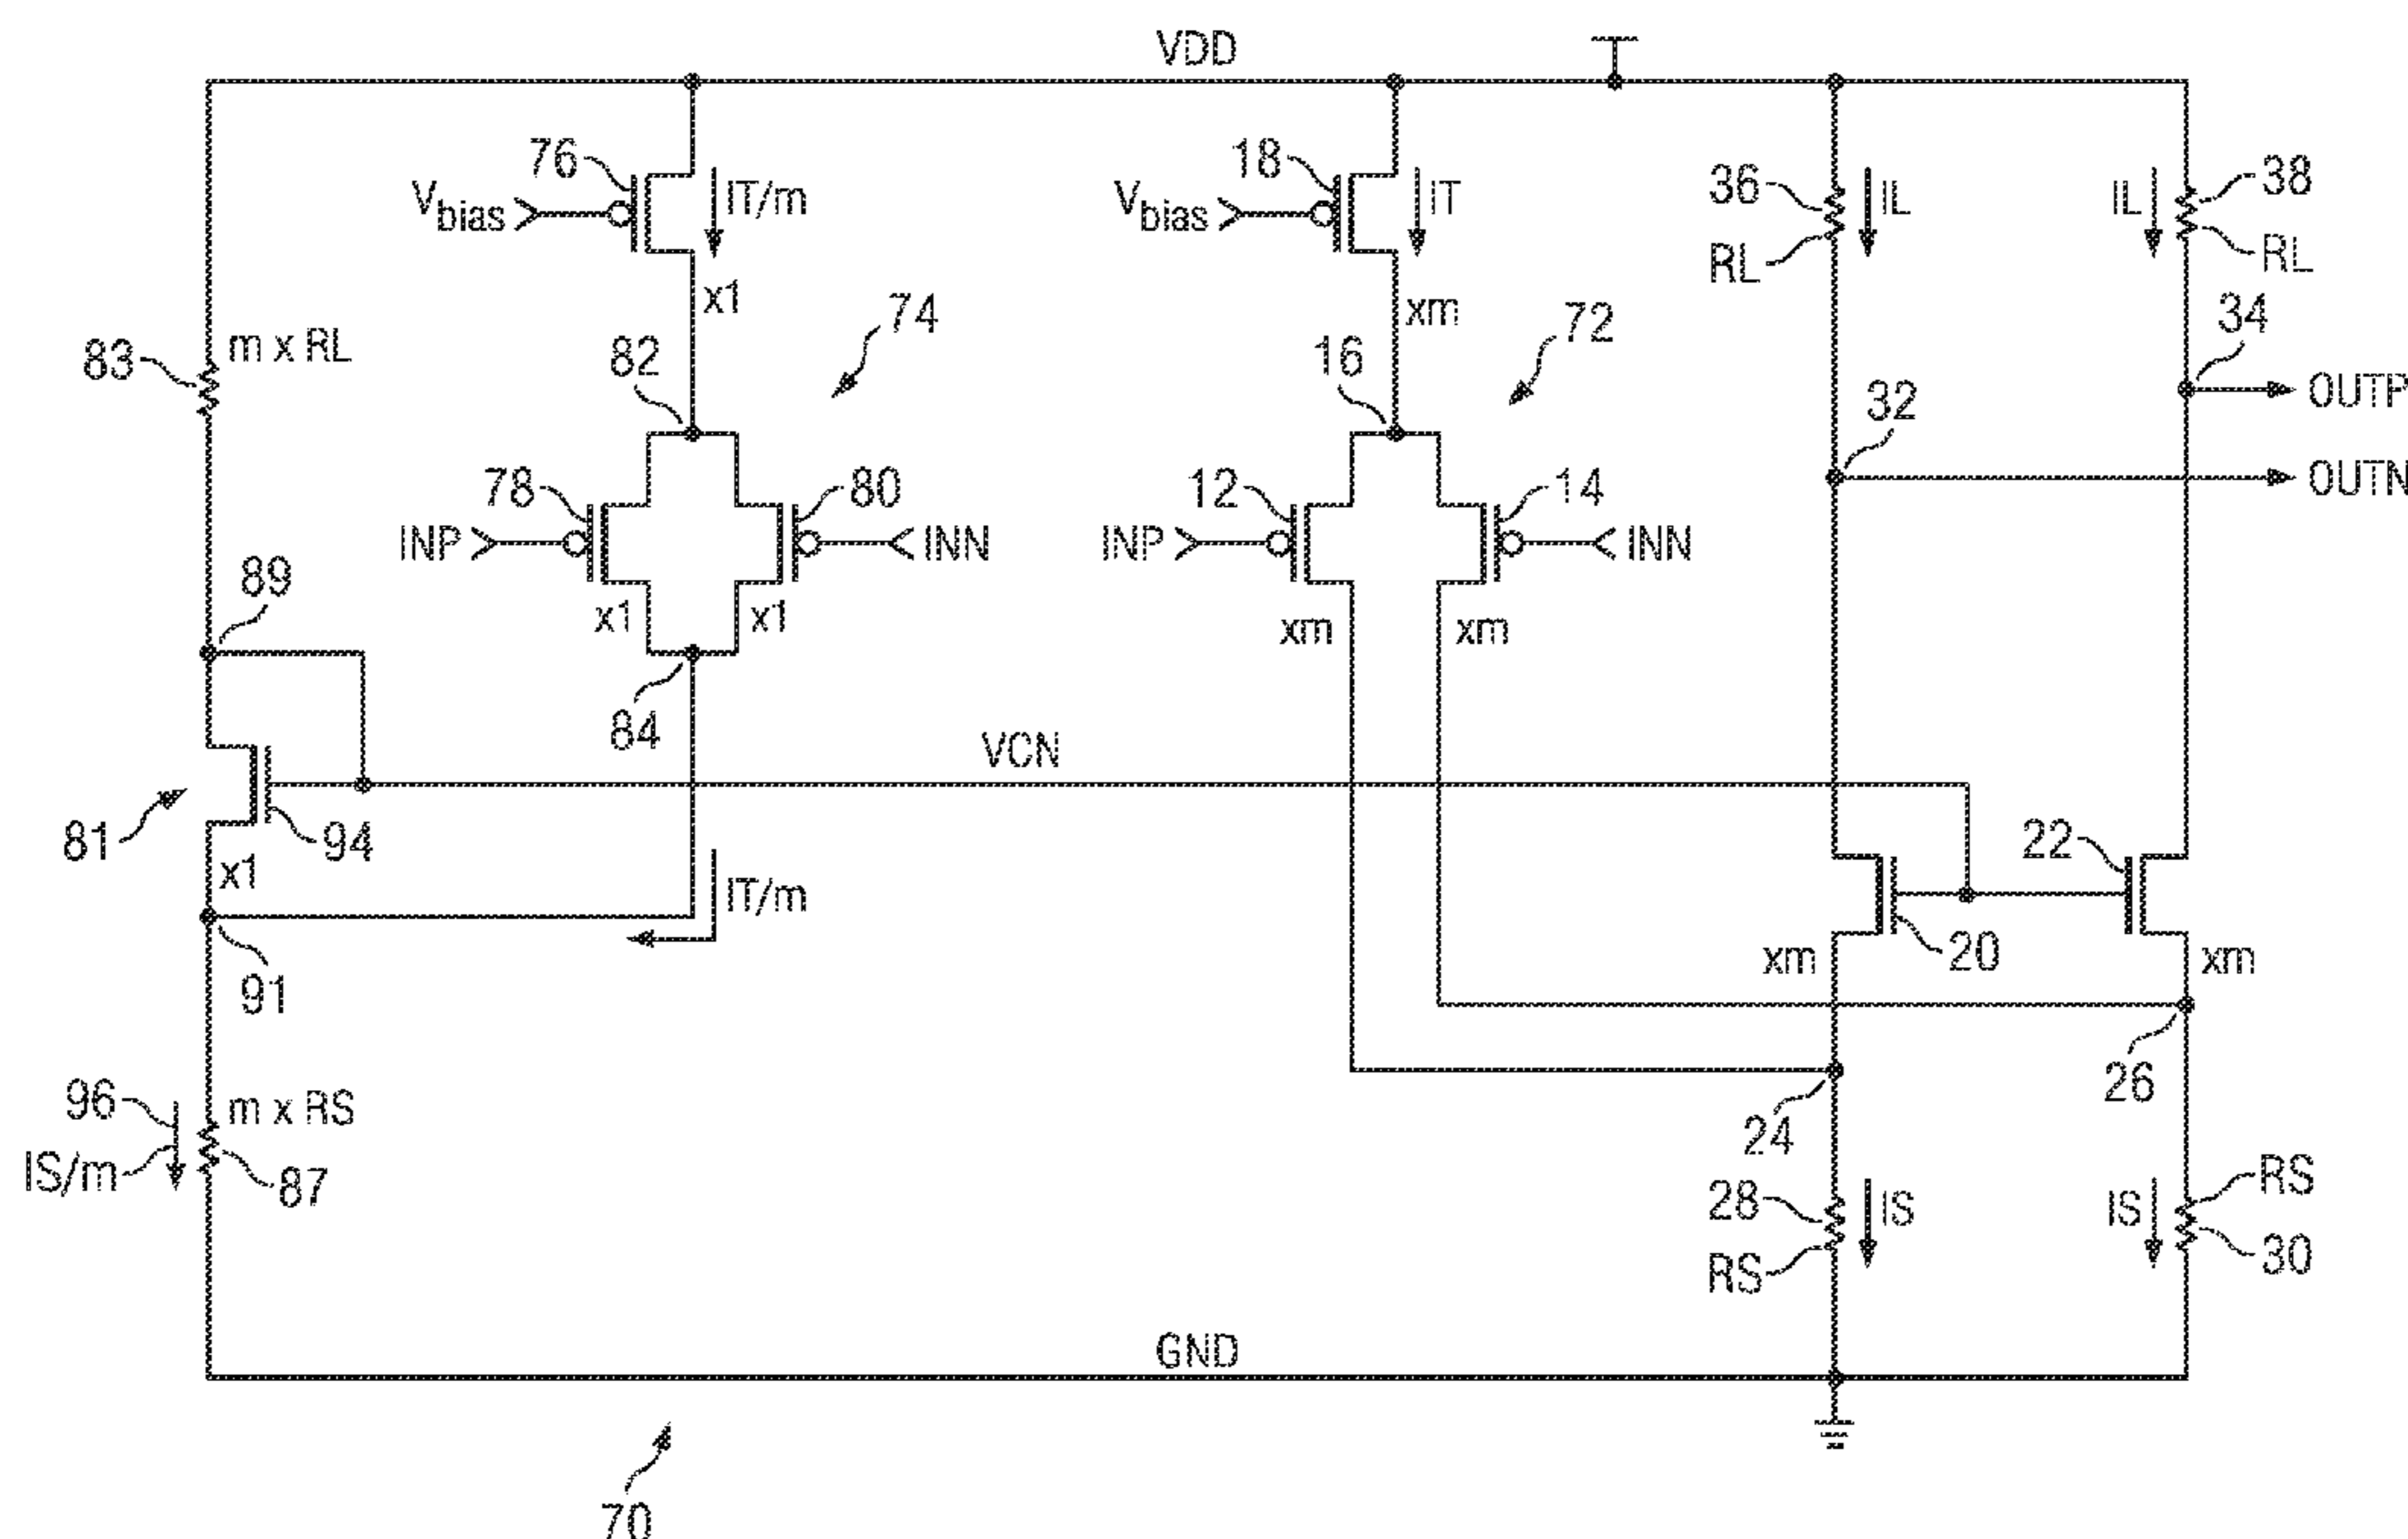 VDD
76
Vbias
IT/m
x1
18
Vbias
IT
xm
36
RL
IL
IL
38
RL
83
m x RL
82
74
16
72
34
OUTP
32
OUTN
78
INP
x1
80
INN
x1
12
INP
xm
14
INN
xm
89
84
VCN
81
94
x1
IT/m
91
22
20
xm
xm
26
24
96
IS/m
m x RS
87
28
RS
IS
IS
RS
30
GND
70